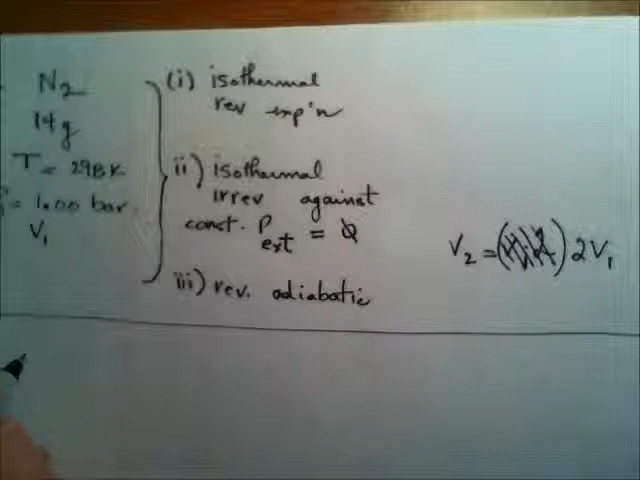 N2
14g
T = 298 K
= 1.00 bar
V1
(i) isothermal
rev exp'n
ii) isothermal
irrev against
const. Pext = 0
iii) rev. adiabatic
V2 = 2V1